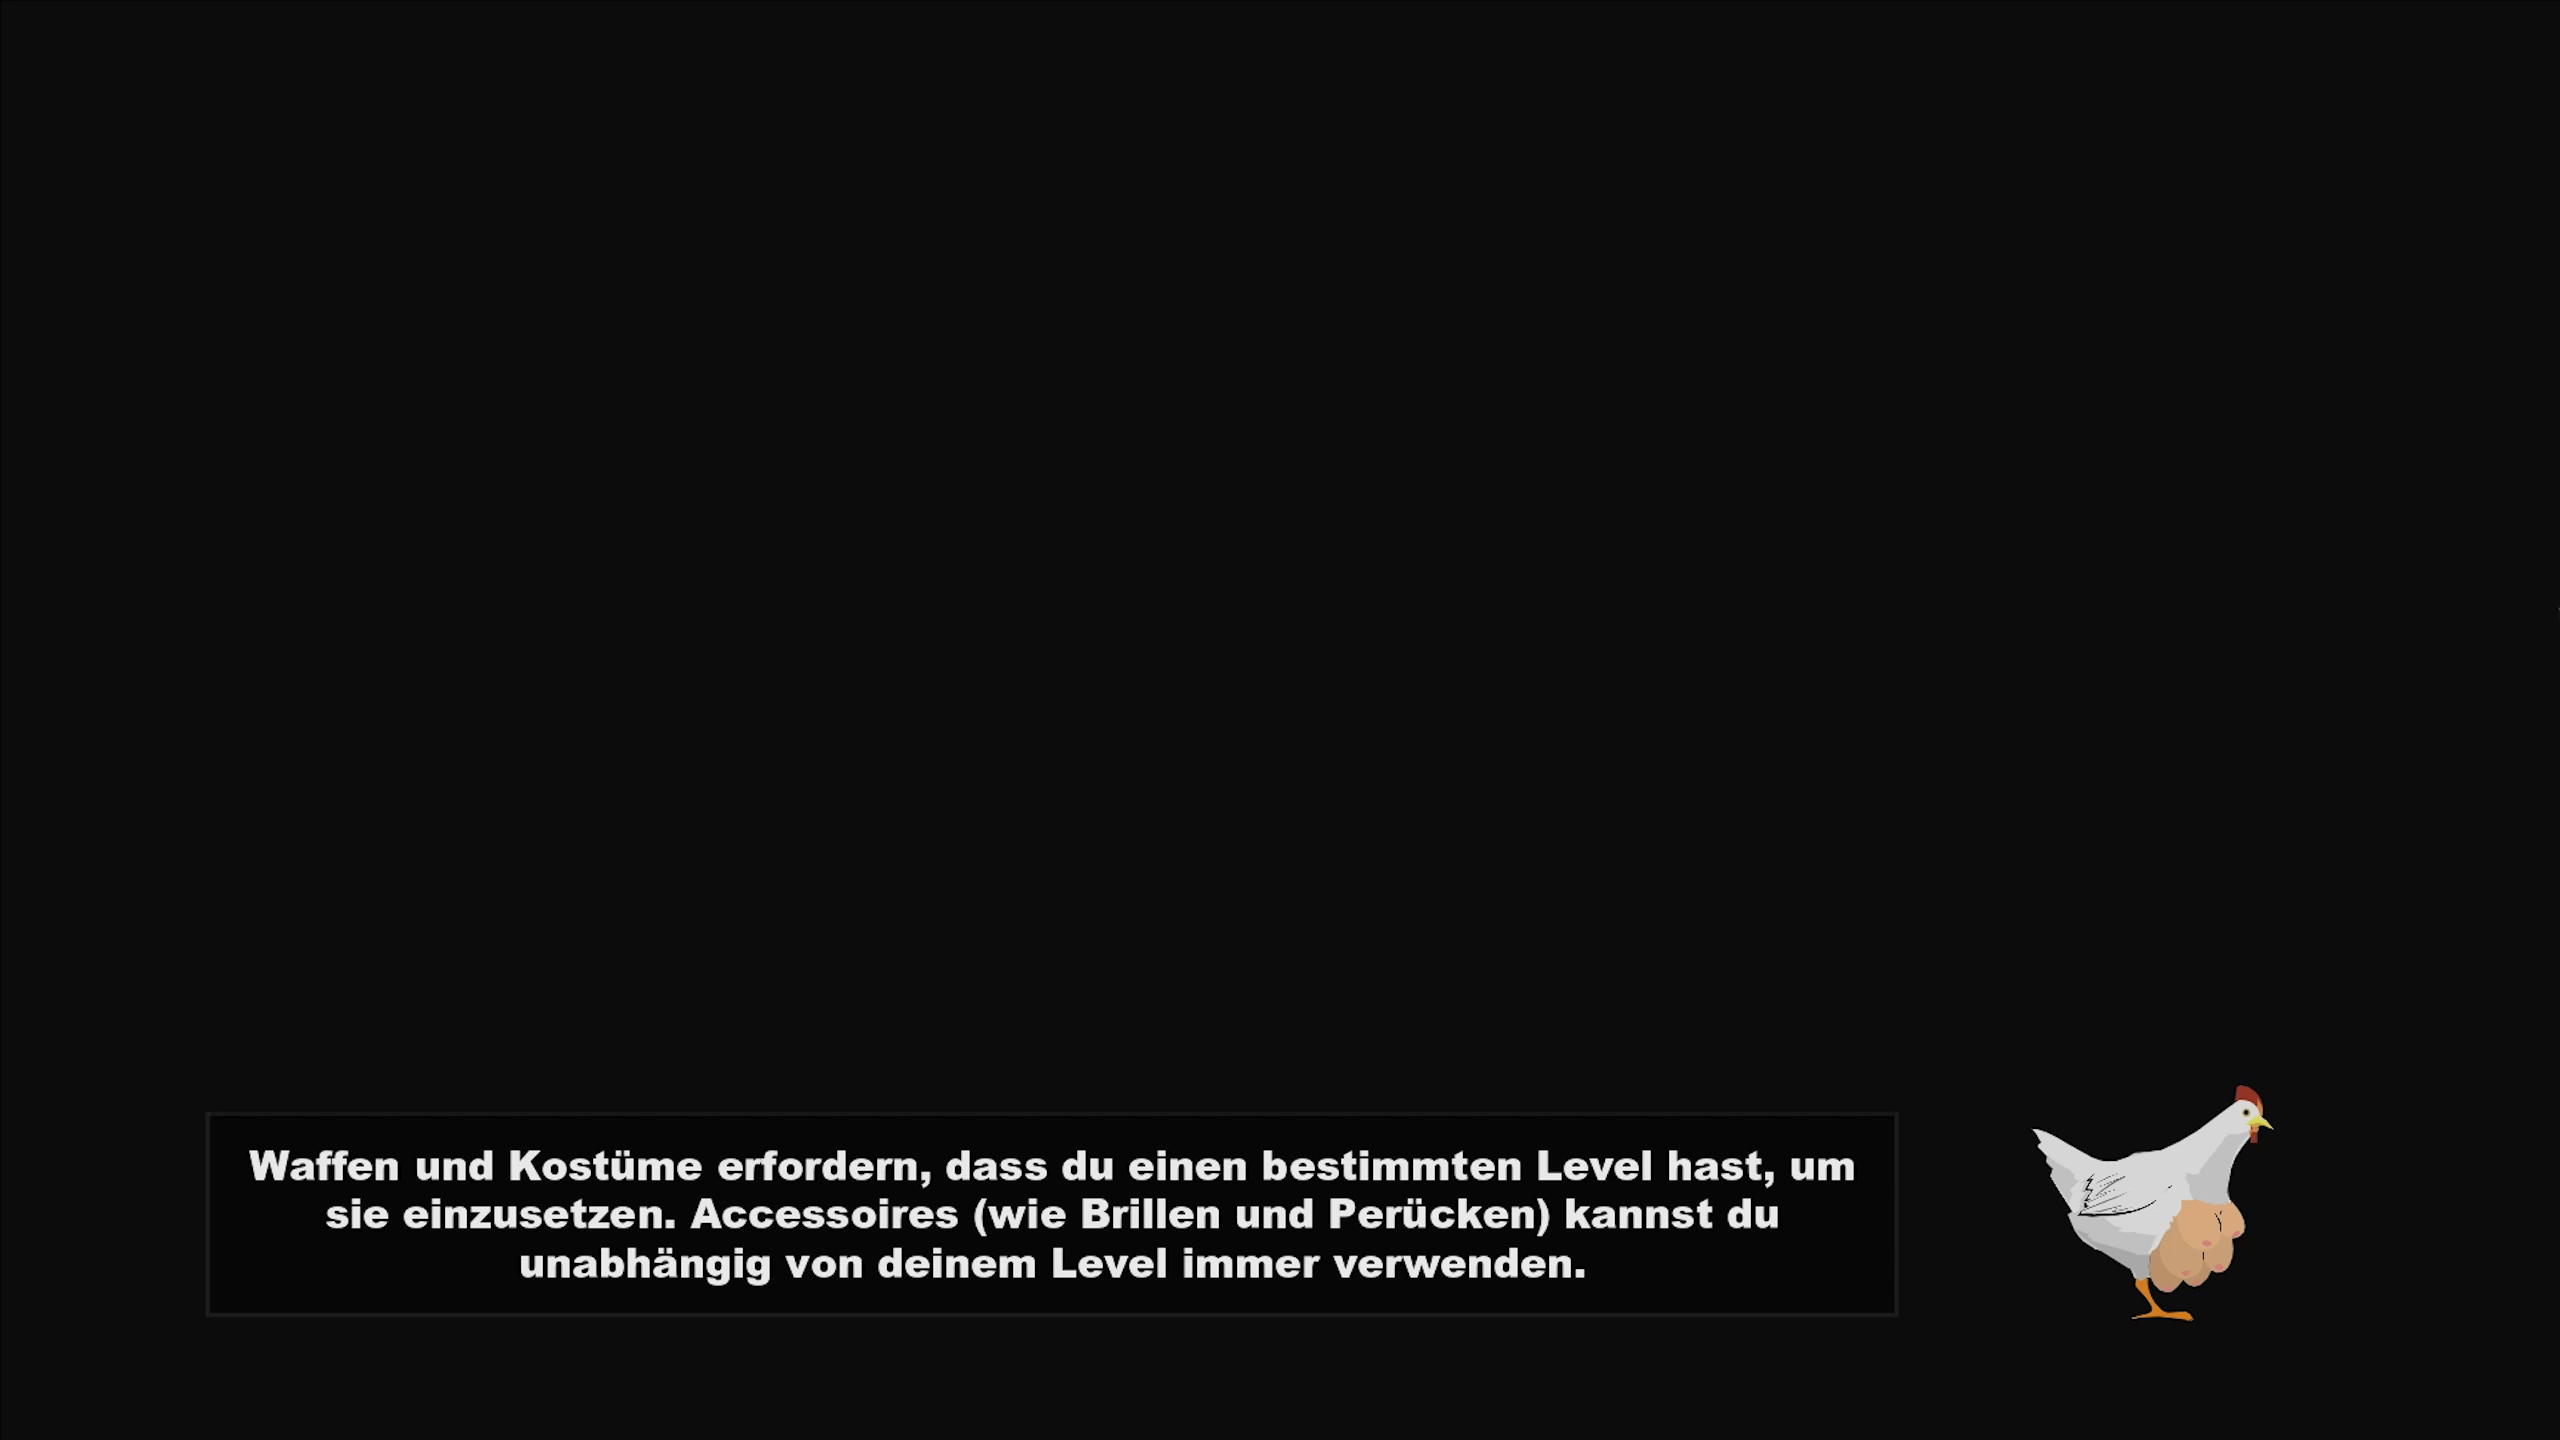 Waffen und Kostüme erfordern, dass du einen bestimmten Level hast, um
sie einzusetzen. Accessoires (wie Brillen und Perücken) kannst du
unabhängig von deinem Level immer verwenden.